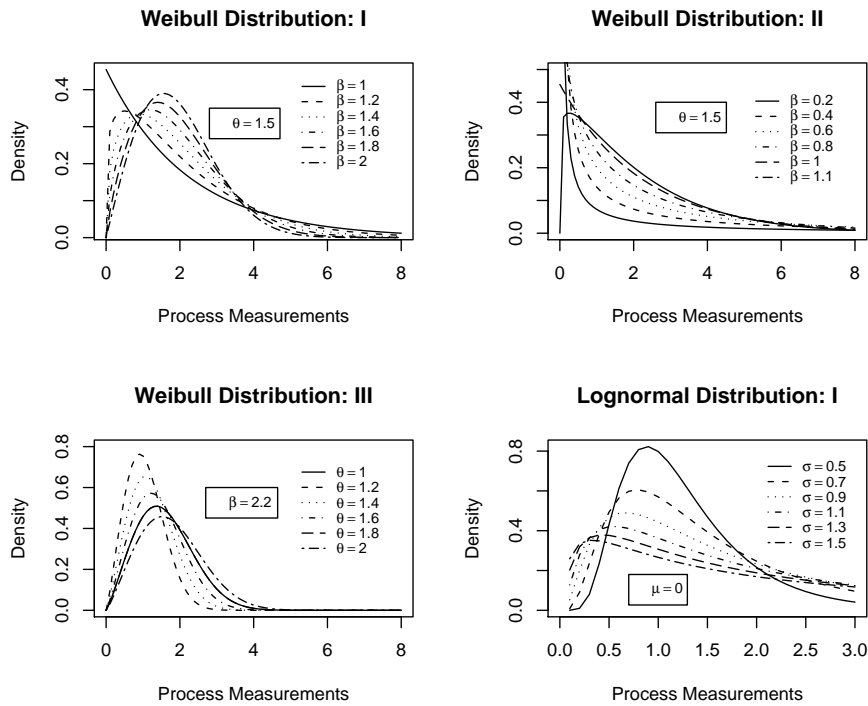 Weibull Distribution: I
Density
0.0
0.2
0.4
β = 1
β = 1.2
β = 1.4
β = 1.6
β = 1.8
β = 2
θ = 1.5
0 2 4 6 8
Process Measurements
Weibull Distribution: II
Density
0.0
0.2
0.4
β = 0.2
β = 0.4
β = 0.6
β = 0.8
β = 1
β = 1.1
θ = 1.5
0 2 4 6 8
Process Measurements
Weibull Distribution: III
Density
0.0
0.2
0.4
0.6
0.8
θ = 1
θ = 1.2
θ = 1.4
θ = 1.6
θ = 1.8
θ = 2
β = 2.2
0 2 4 6 8
Process Measurements
Lognormal Distribution: I
Density
0.0
0.4
0.8
σ = 0.5
σ = 0.7
σ = 0.9
σ = 1.1
σ = 1.3
σ = 1.5
μ = 0
0.0 0.5 1.0 1.5 2.0 2.5 3.0
Process Measurements